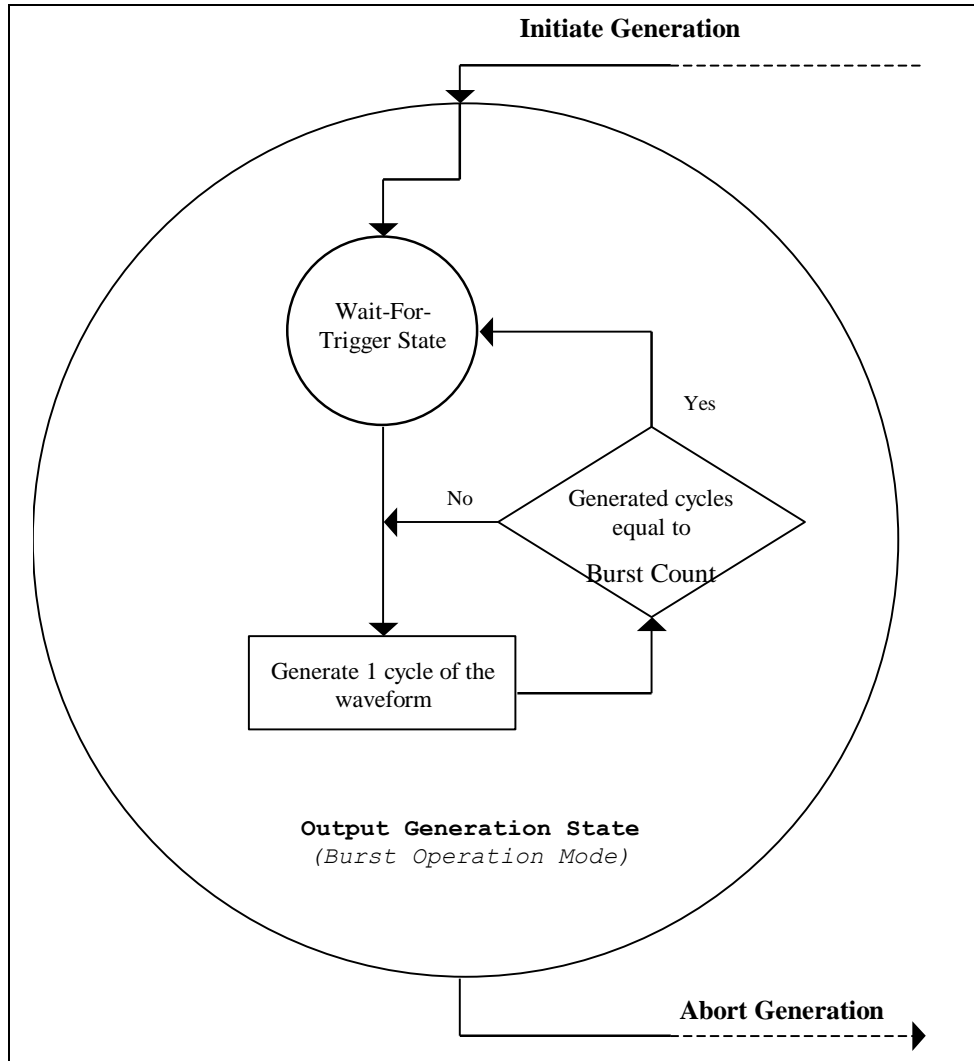 Initiate Generation
Wait-For-
Trigger State
Yes
No
Generated cycles
equal to
Burst Count
Generate 1 cycle of the
waveform
Output Generation State
(Burst Operation Mode)
Abort Generation